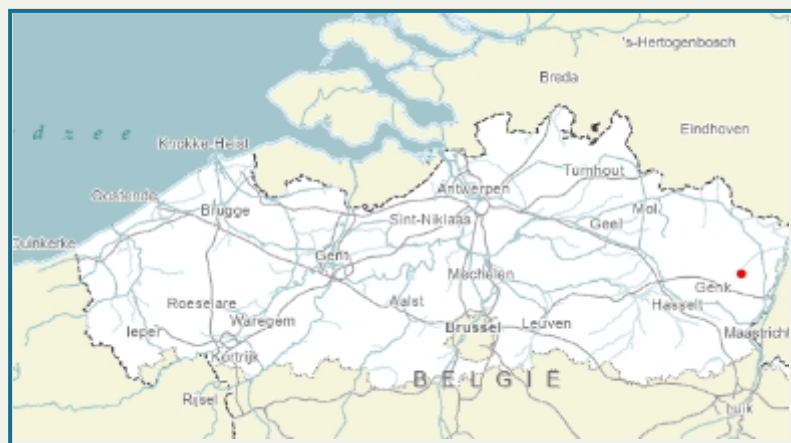 's-Hertogenbosch
Breda
d z e e
Eindhoven
Knokke-Heist
Turnhout
Antwerpen
Oostende
Mol
Brugge
Sint-Niklaas
Geel
Duinkerke
Gent
Mechelen
Genk
Roeselare
Aalst
Hasselt
Ieper
Waregem
Brussel
Leuven
Maastricht
Kortrijk
BELGIË
Rijsel
Luik